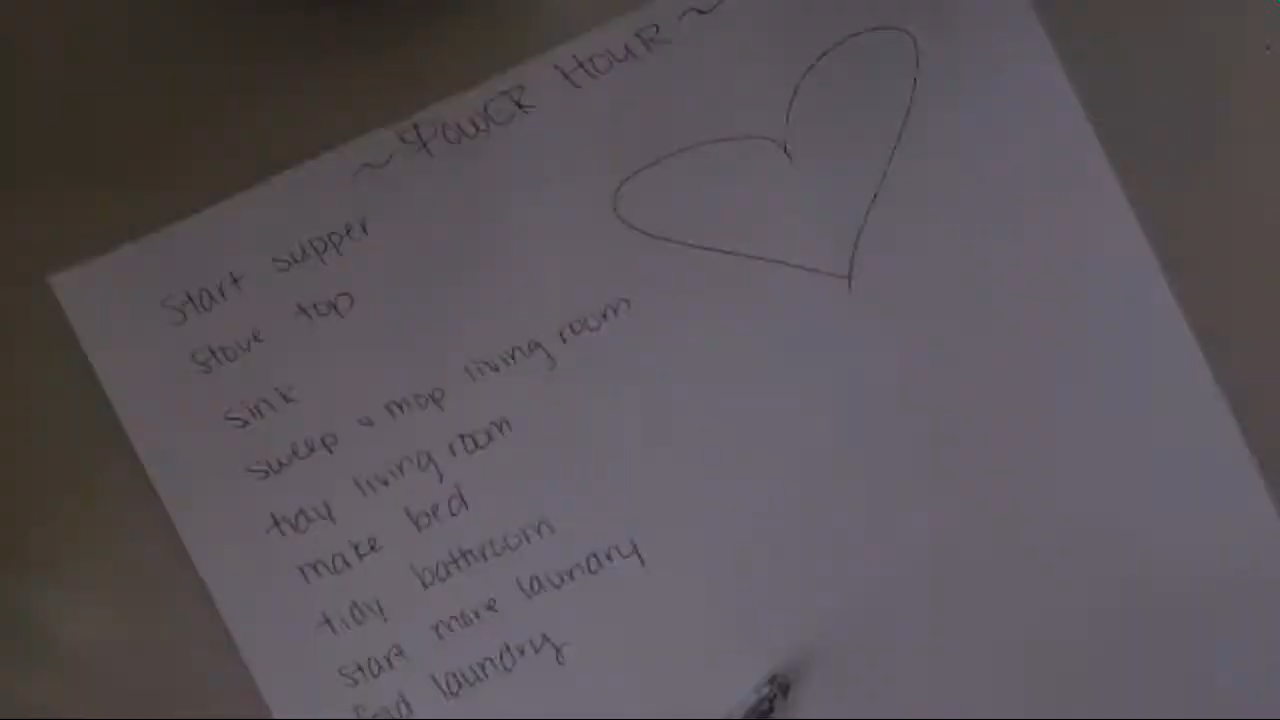 ~ POWER HOUR ~
start supper
stove top
sink
sweep & mop living room
tidy living room
make bed
tidy bathroom
start more laundry
fold laundry